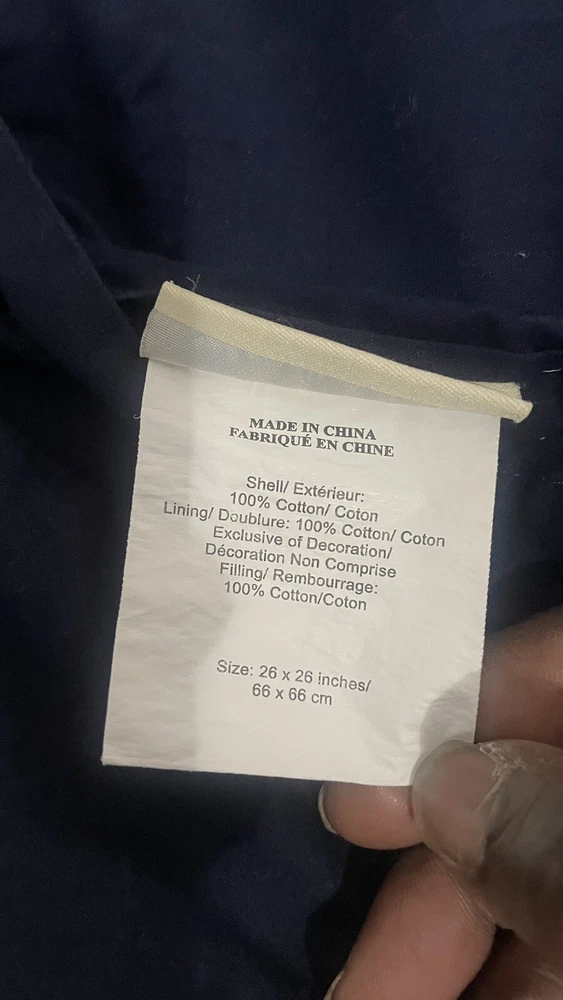 MADE IN CHINA
FABRIQUÉ EN CHINE
Shell/ Extérieur:
100% Cotton/ Coton
Lining/ Doublure: 100% Cotton/ Coton
Exclusive of Decoration/
Décoration Non Comprise
Filling/ Rembourrage:
100% Cotton/Coton
Size: 26 x 26 inches/
66 x 66 cm